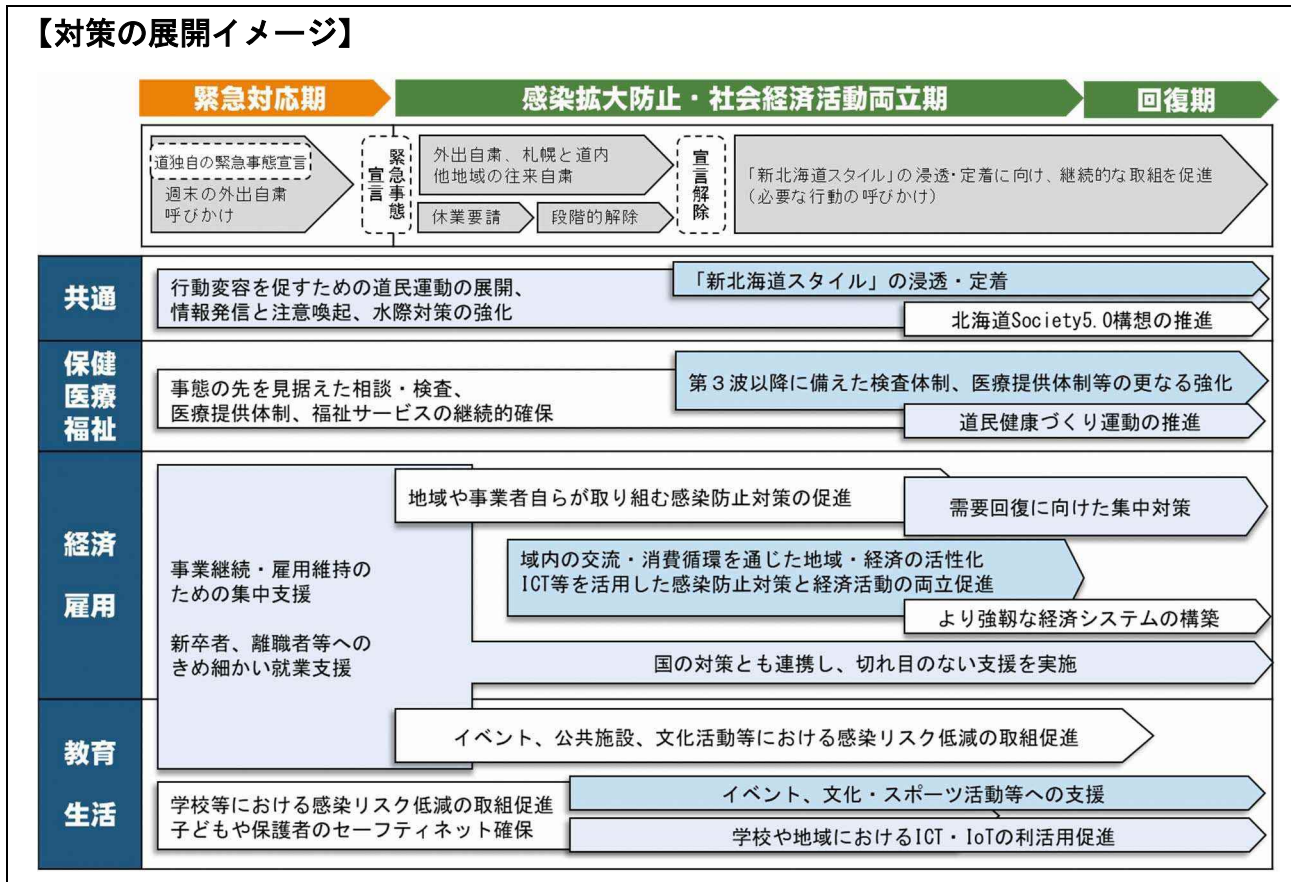 【対策の展開イメージ】
緊急対応期
感染拡大防止・社会経済活動両立期
回復期
道独自の緊急事態宣言
週末の外出自粛
呼びかけ
緊急事態
宣言
外出自粛、札幌と道内
他地域の往来自粛
休業要請
段階的解除
宣言解除
「新北海道スタイル」の浸透・定着に向け、継続的な取組を促進
(必要な行動の呼びかけ)
共通
行動変容を促すための道民運動の展開、
情報発信と注意喚起、水際対策の強化
「新北海道スタイル」の浸透・定着
北海道Society5.0構想の推進
保健
医療
福祉
事態の先を見据えた相談・検査、
医療提供体制、福祉サービスの継続的確保
第3波以降に備えた検査体制、医療提供体制等の更なる強化
道民健康づくり運動の推進
経済
雇用
事業継続・雇用維持の
ための集中支援
新卒者、離職者等への
きめ細かい就業支援
地域や事業者自らが取り組む感染防止対策の促進
需要回復に向けた集中対策
域内の交流・消費循環を通じた地域・経済の活性化
ICT等を活用した感染防止対策と経済活動の両立促進
より強靱な経済システムの構築
国の対策とも連携し、切れ目のない支援を実施
教育
生活
イベント、公共施設、文化活動等における感染リスク低減の取組促進
学校等における感染リスク低減の取組促進
子どもや保護者のセーフティネット確保
イベント、文化・スポーツ活動等への支援
学校や地域におけるICT・IoTの利活用促進